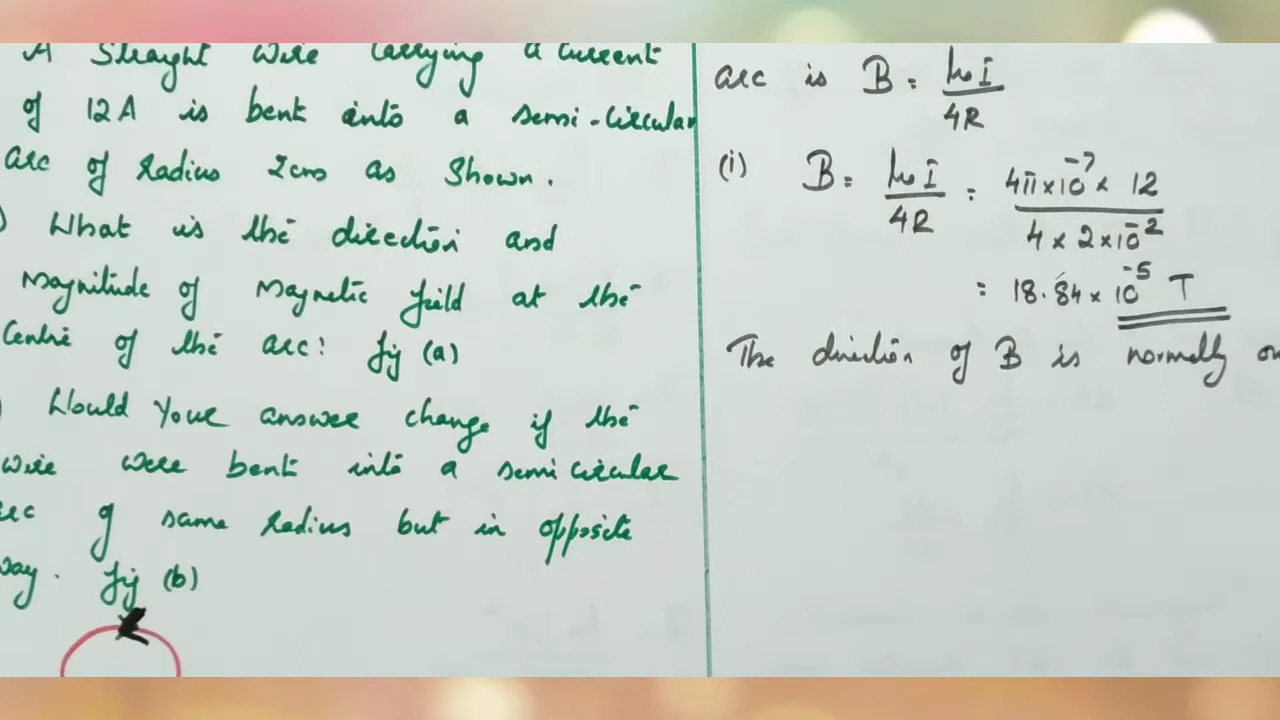 A Straight wire carrying a current
of 12 A is bent into a semi-circular
arc of radius 2cm as shown.
) What is the direction and
magnitude of magnetic field at the
centre of the arc? fig (a)
) Would your answer change if the
wire were bent into a semi circular
arc of same radius but in opposite
way. fig (b)
arc is B = μ₀I / 4R
(i) B = μ₀I / 4R = 4π×10⁻⁷ × 12 / 4 × 2×10⁻²
= 18.84 × 10⁻⁵ T
The direction of B is normally